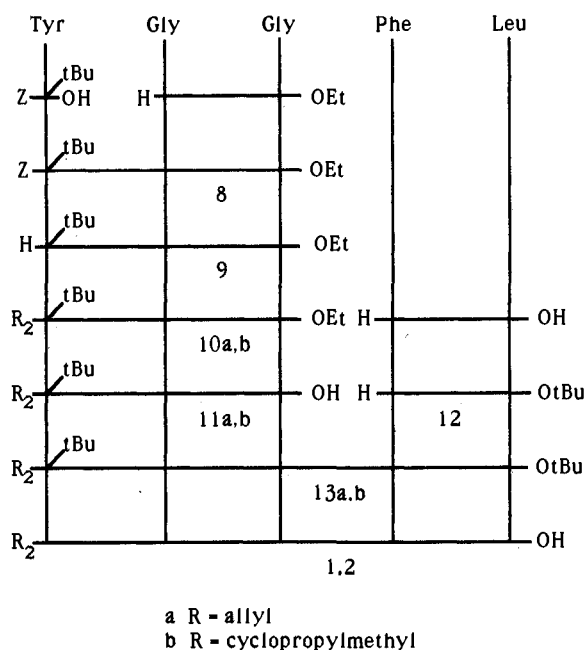 Tyr Gly Gly Phe Leu
tBu
Z OH H OEt
tBu
Z OEt
8
tBu
H OEt
9
tBu
R2 OEt H OH
10a,b
tBu
R2 OH H OtBu
11a,b 12
tBu
R2 OtBu
13a.b
R2 OH
1,2
a R = allyl
b R = cyclopropylmethyl